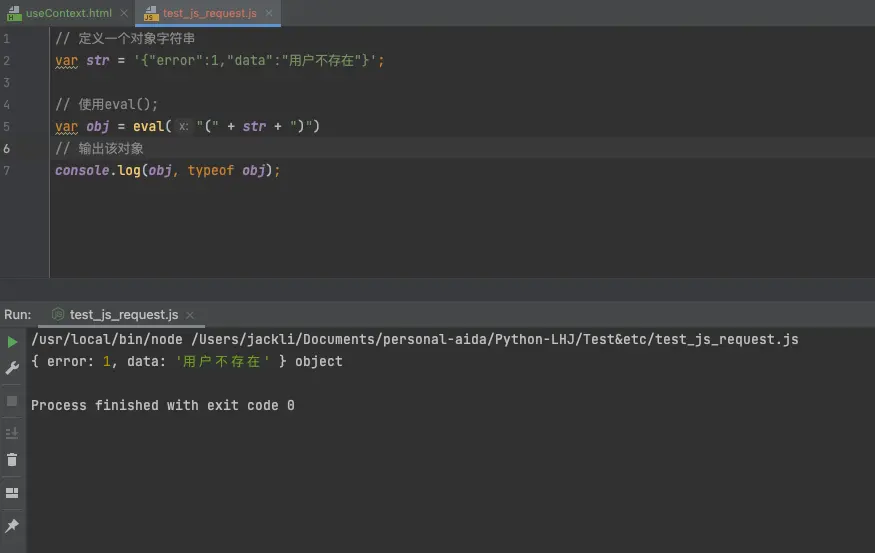 useContext.html
test_js_request.js
1 // 定义一个对象字符串
2 var str = '{"error":1,"data":"用户不存在"}';
3
4 // 使用eval();
5 var obj = eval( x: "(" + str + ")")
6 // 输出该对象
7 console.log(obj, typeof obj);
Run: test_js_request.js
/usr/local/bin/node /Users/jackli/Documents/personal-aida/Python-LHJ/Test&etc/test_js_request.js
{ error: 1, data: '用户不存在' } object
Process finished with exit code 0